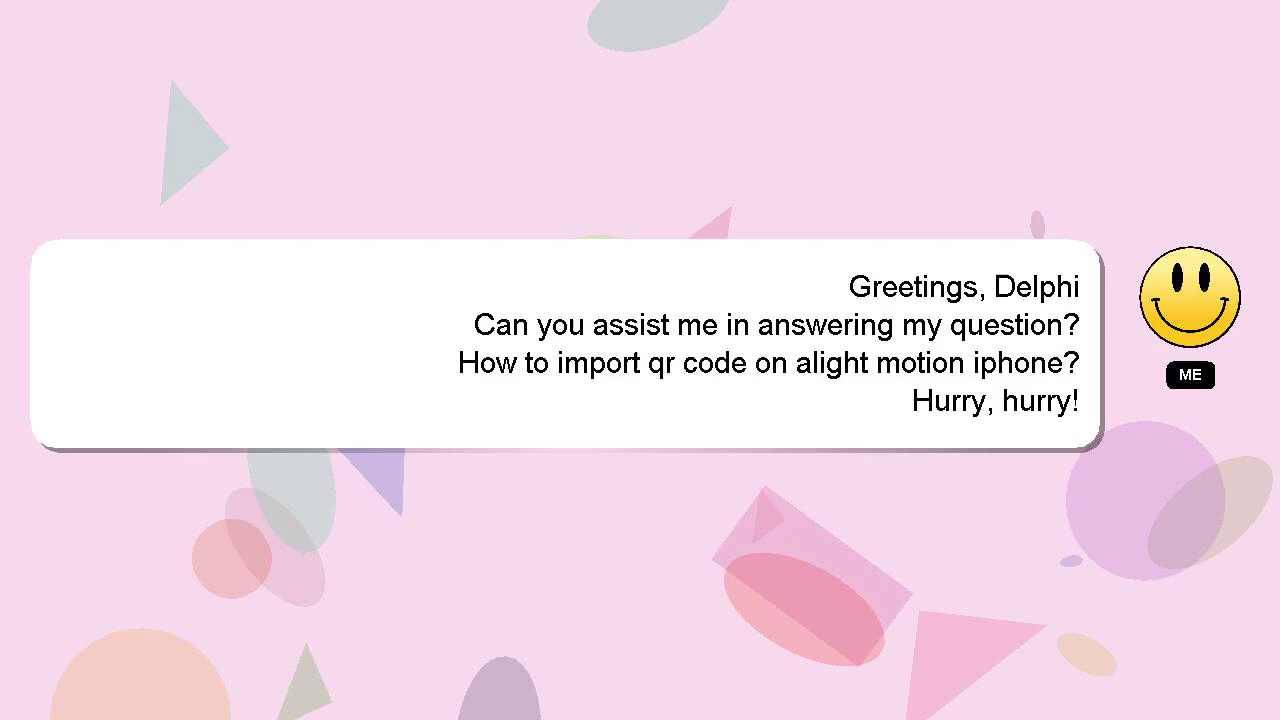 Greetings, Delphi
Can you assist me in answering my question?
How to import qr code on alight motion iphone?
Hurry, hurry!
ME